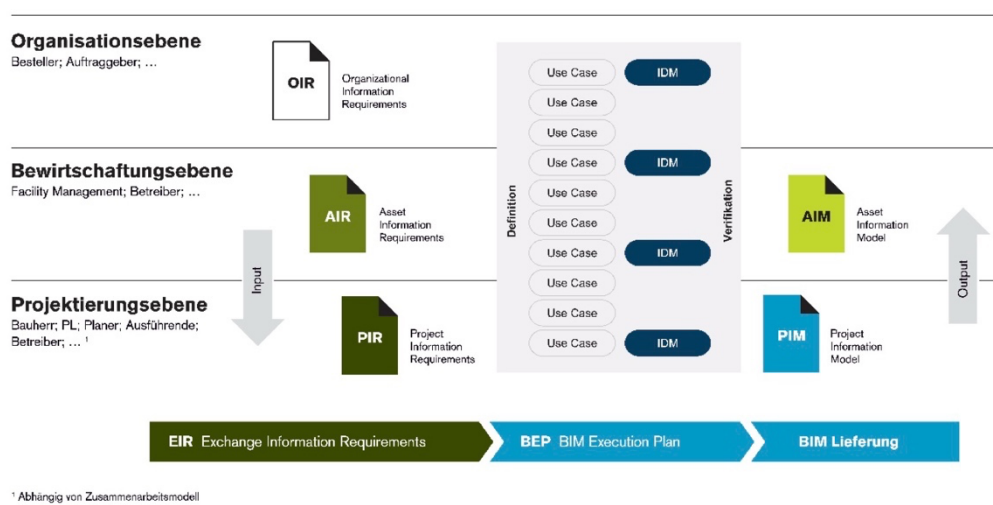 Organisationsebene
Besteller; Auftraggeber; ...
OIR
Organizational
Information
Requirements
Bewirtschaftungsebene
Facility Management; Betreiber; ...
AIR
Asset
Information
Requirements
Input
Projektierungsebene
Bauherr; PL; Planer; Ausführende;
Betreiber; ... ¹
PIR
Project
Information
Requirements
Definition
Use Case IDM
Use Case
Use Case
Use Case IDM
Use Case
Use Case
Use Case IDM
Use Case
Use Case
Use Case IDM
Verifikation
AIM
Asset
Information
Model
PIM
Project
Information
Model
Output
EIR Exchange Information Requirements
BEP BIM Execution Plan
BIM Lieferung
¹ Abhängig von Zusammenarbeitsmodell